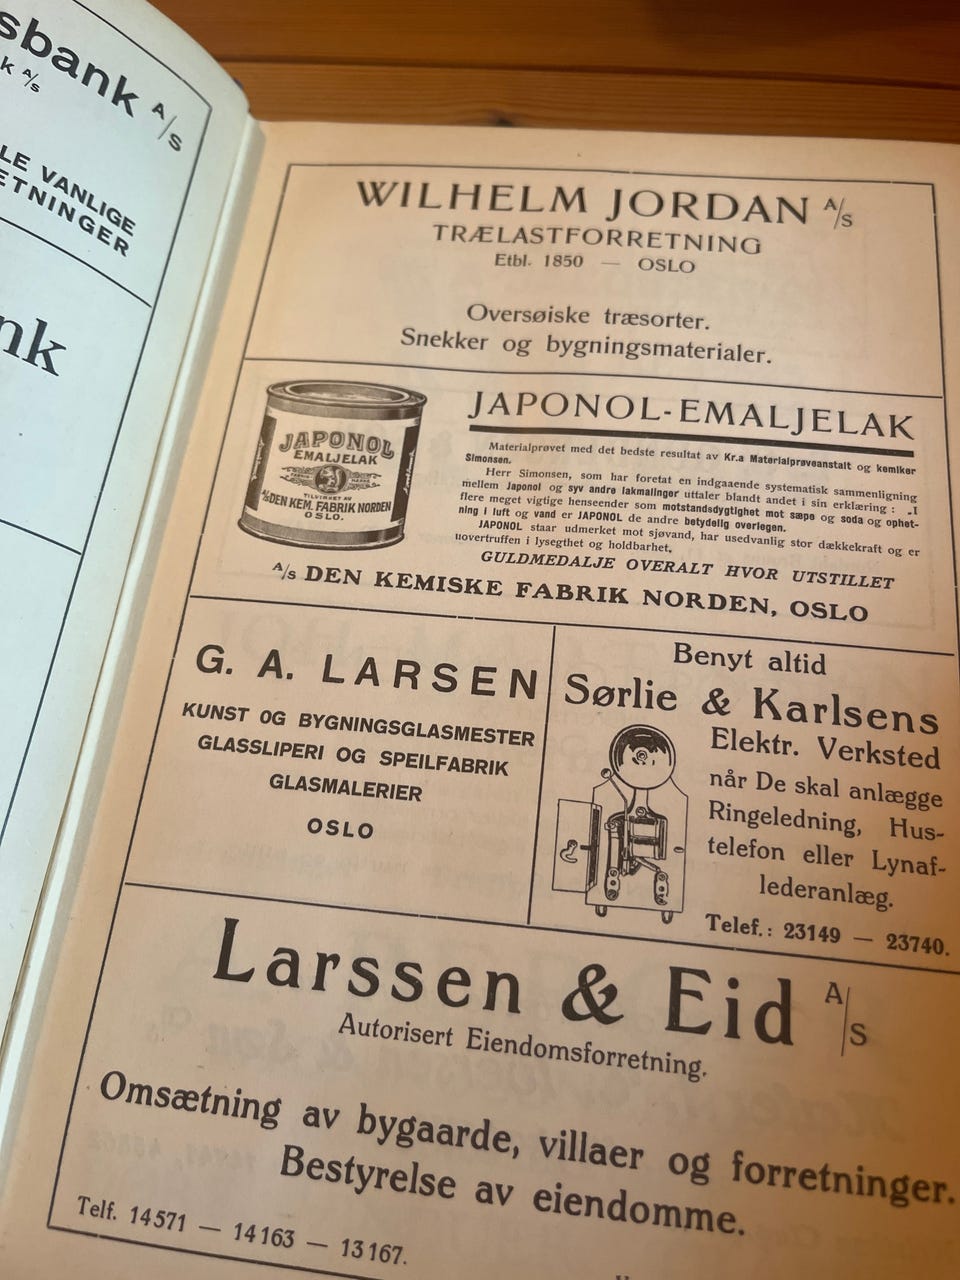 sbank A/S
k A/S
LE VANLIGE
ETNINGER
nk
WILHELM JORDAN A/S
TRÆLASTFORRETNING
Etbl. 1850 — OSLO
Oversøiske træsorter.
Snekker og bygningsmaterialer.
JAPONOL
EMALJELAK
FABRIK MÆRKE
TILVIRKET AV
A/S DEN KEM. FABRIK NORDEN
OSLO.
JAPONOL-EMALJELAK
Materialprøvet med det bedste resultat av Kr.a Materialprøveanstalt og kemiker
Simonsen.
Herr Simonsen, som har foretat en indgaaende systematisk sammenligning
mellem Japonol og syv andre lakmalinger uttaler blandt andet i sin erklæring : „I
flere meget vigtige henseender som motstandsdygtighet mot sæpe og soda og ophet-
ning i luft og vand er JAPONOL de andre betydelig overlegen.
JAPONOL staar udmerket mot sjøvand, har usedvanlig stor dækkekraft og er
uovertruffen i lysegthet og holdbarhet.
GULDMEDALJE OVERALT HVOR UTSTILLET
A/S DEN KEMISKE FABRIK NORDEN, OSLO
G. A. LARSEN
KUNST OG BYGNINGSGLASMESTER
GLASSLIPERI OG SPEILFABRIK
GLASMALERIER
OSLO
Benyt altid
Sørlie & Karlsens
Elektr. Verksted
når De skal anlægge
Ringeledning, Hus-
telefon eller Lynaf-
lederanlæg.
Telef.: 23149 — 23740.
Larssen & Eid A/S
Autorisert Eiendomsforretning.
Omsætning av bygaarde, villaer og forretninger.
Bestyrelse av eiendomme.
Telf. 14571 — 14163 — 13167.